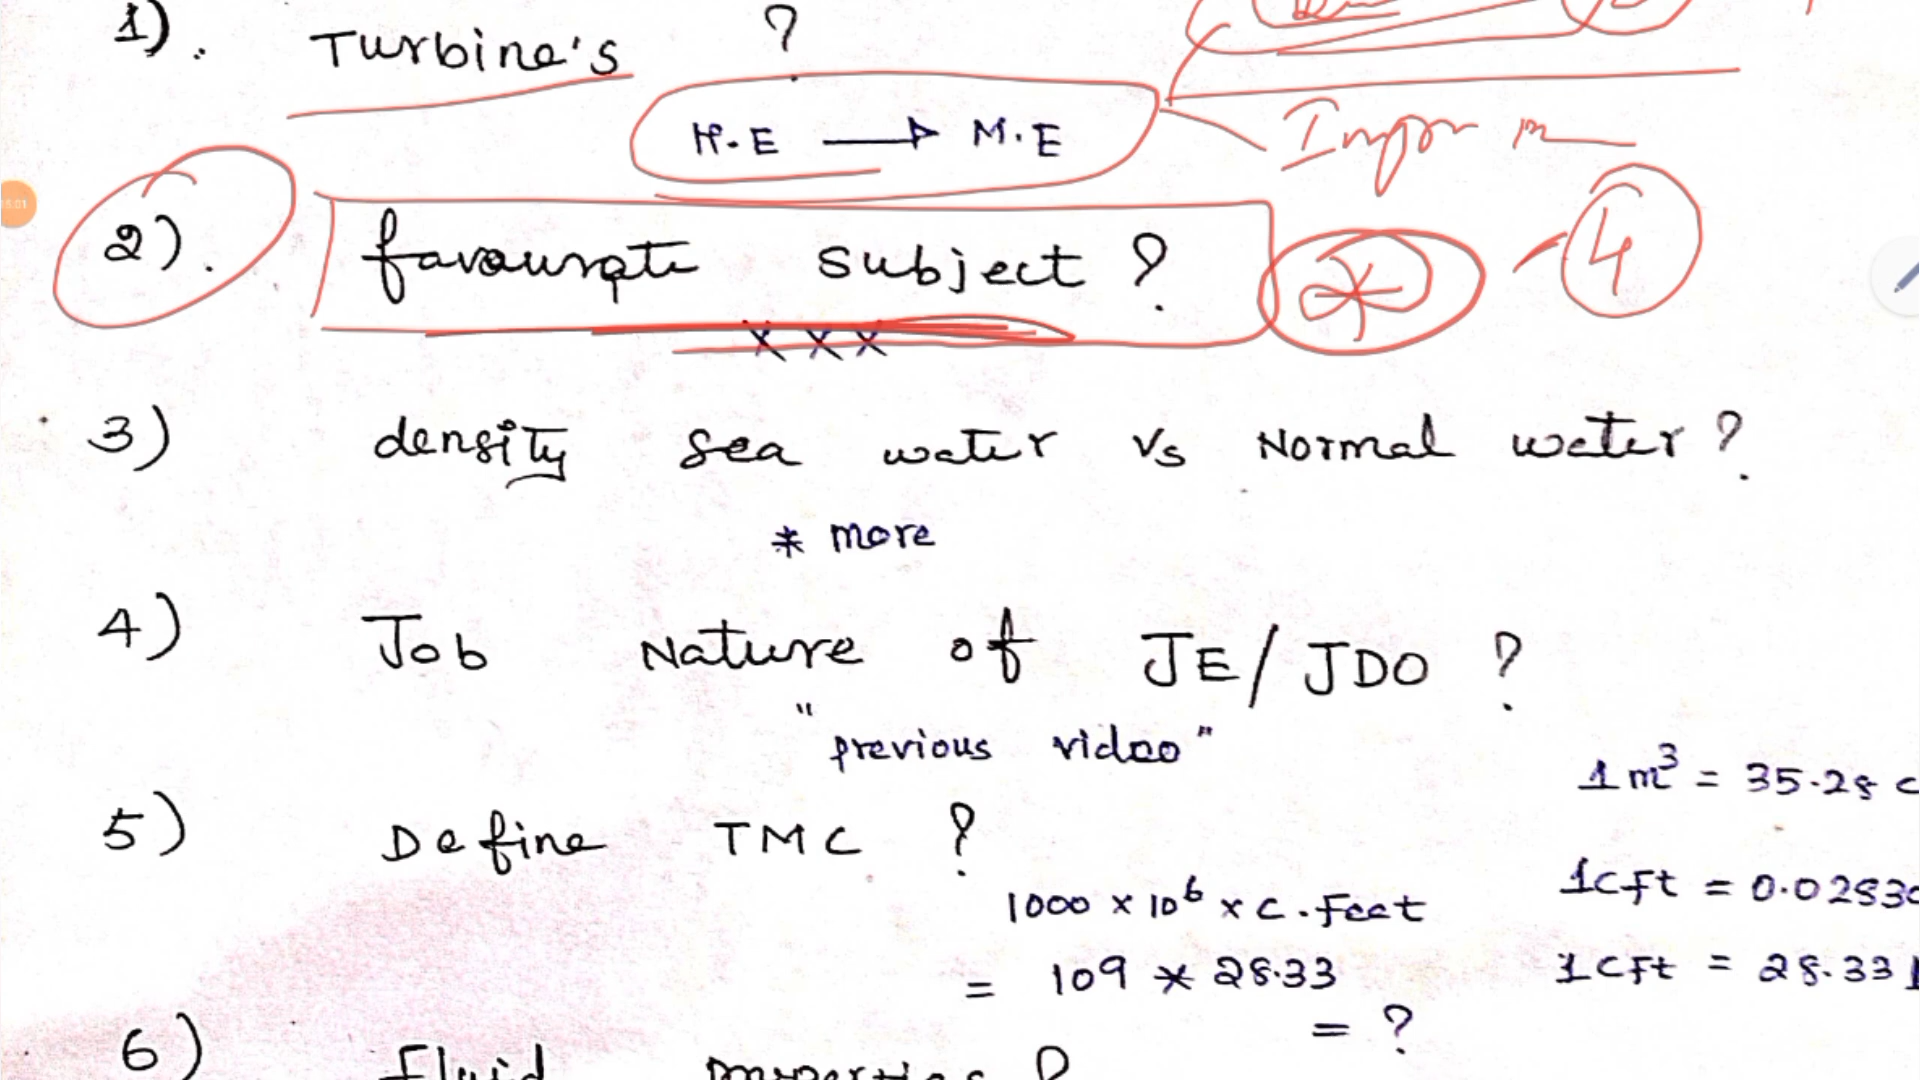 1). Turbine's ?
H.E → M.E
2). favourate subject ?
4
x x x
3) density sea water vs Normal water ?
* more
4) Job Nature of JE/JDO ?
"previous video"
1m³ = 35.28 c
5) Define TMC ?
1cft = 0.0283
1000 x 10⁶ x c.feet
= 109 * 28.33
1cft = 28.33 l
= ?
6) Fluid properties ?